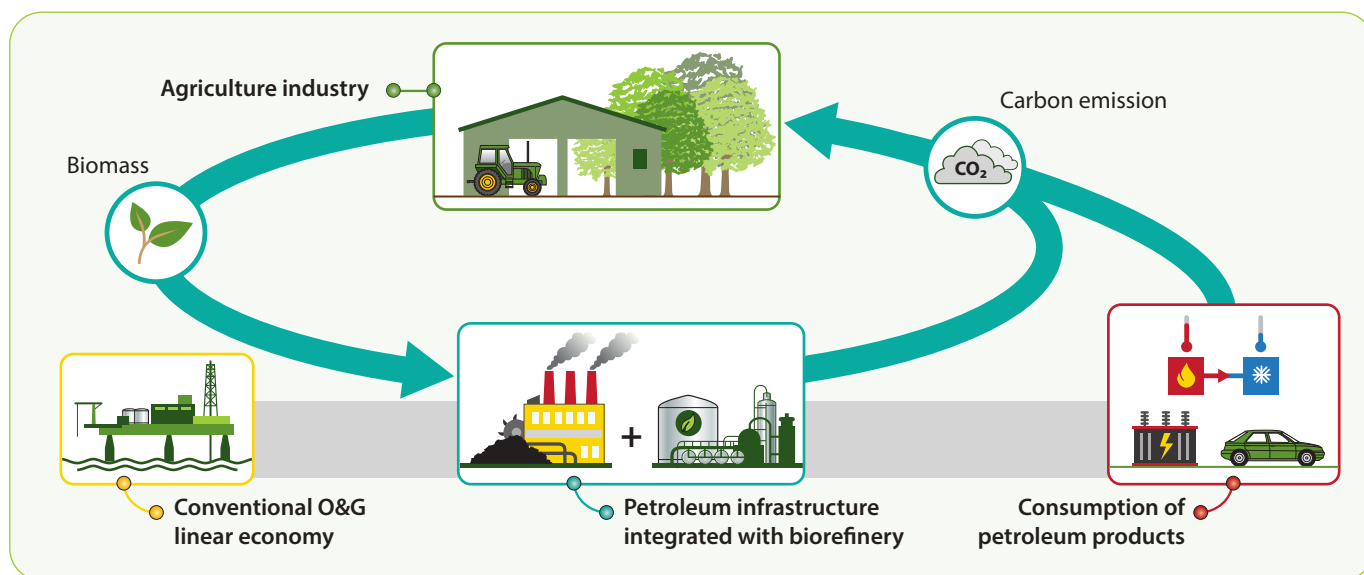 Agriculture industry
Carbon emission
Biomass
CO₂
+
Conventional O&G
linear economy
Petroleum infrastructure
integrated with biorefinery
Consumption of
petroleum products